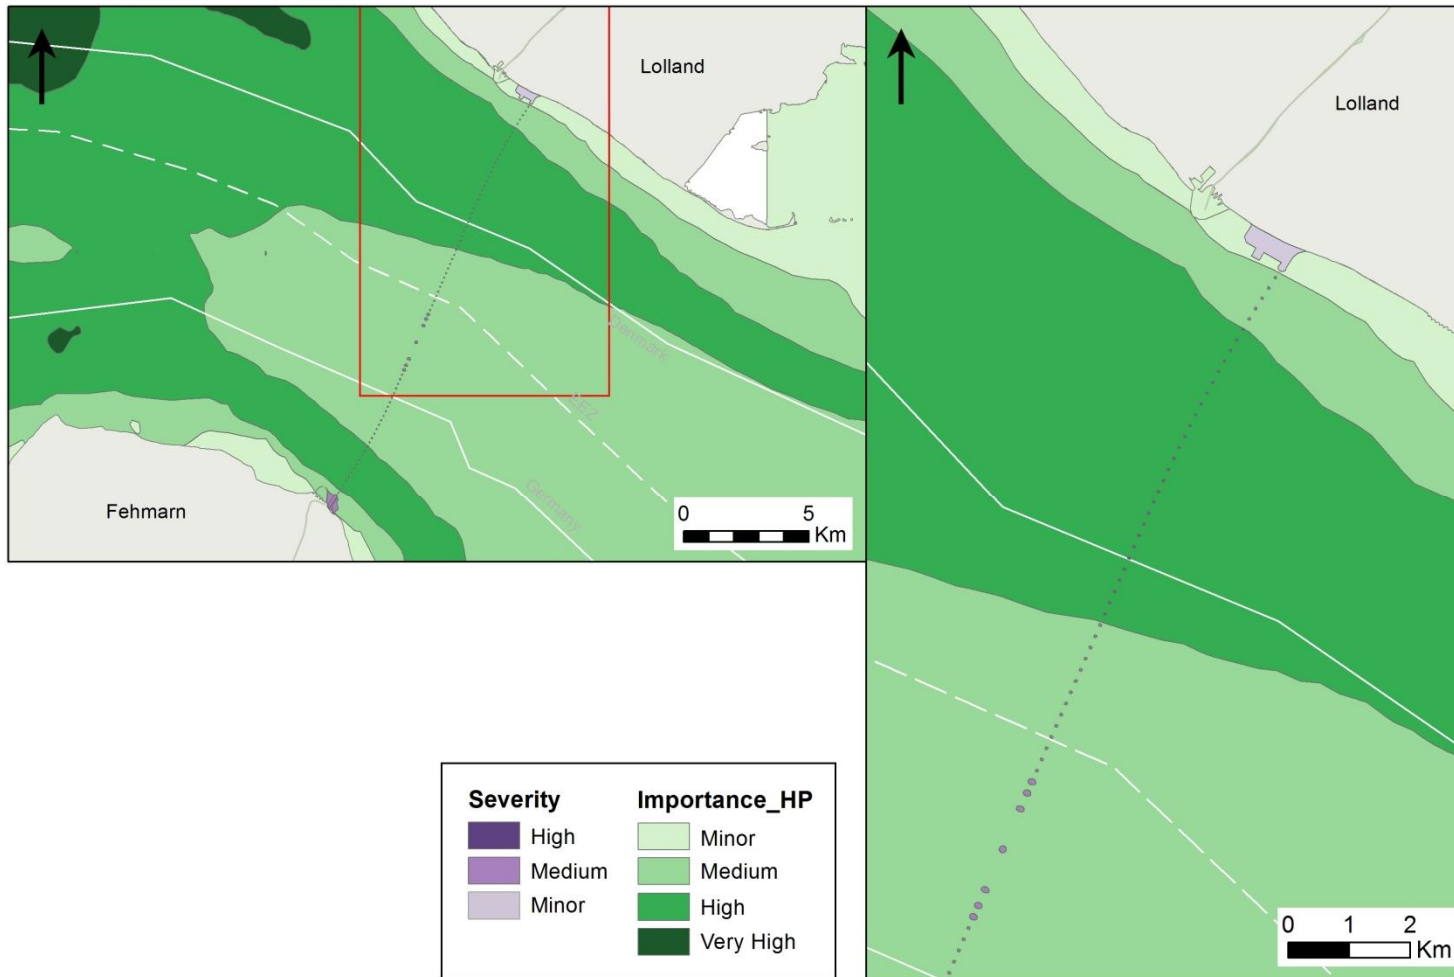 Lolland
Denmark
EEZ
Germany
Fehmarn
0 5
Km
Lolland
0 1 2
Km
Severity
High
Medium
Minor
Importance_HP
Minor
Medium
High
Very High